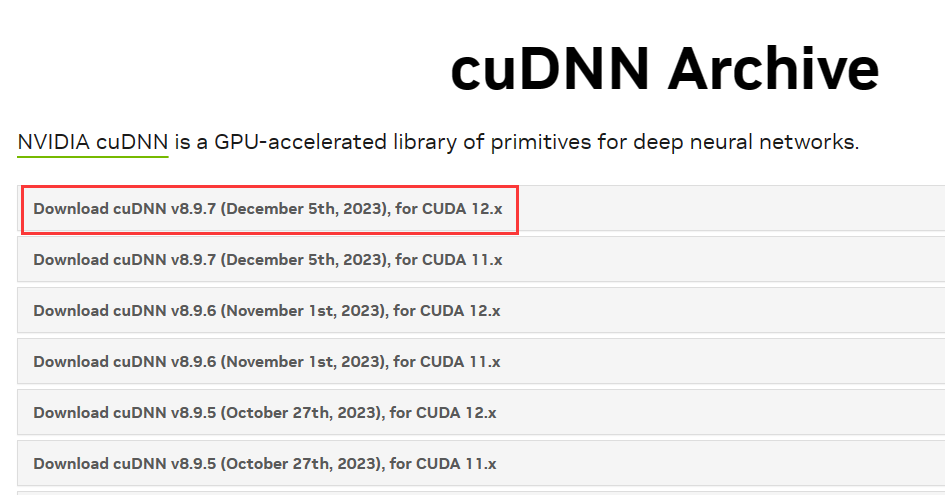 cuDNN Archive
NVIDIA cuDNN is a GPU-accelerated library of primitives for deep neural networks.
Download cuDNN v8.9.7 (December 5th, 2023), for CUDA 12.x
Download cuDNN v8.9.7 (December 5th, 2023), for CUDA 11.x
Download cuDNN v8.9.6 (November 1st, 2023), for CUDA 12.x
Download cuDNN v8.9.6 (November 1st, 2023), for CUDA 11.x
Download cuDNN v8.9.5 (October 27th, 2023), for CUDA 12.x
Download cuDNN v8.9.5 (October 27th, 2023), for CUDA 11.x